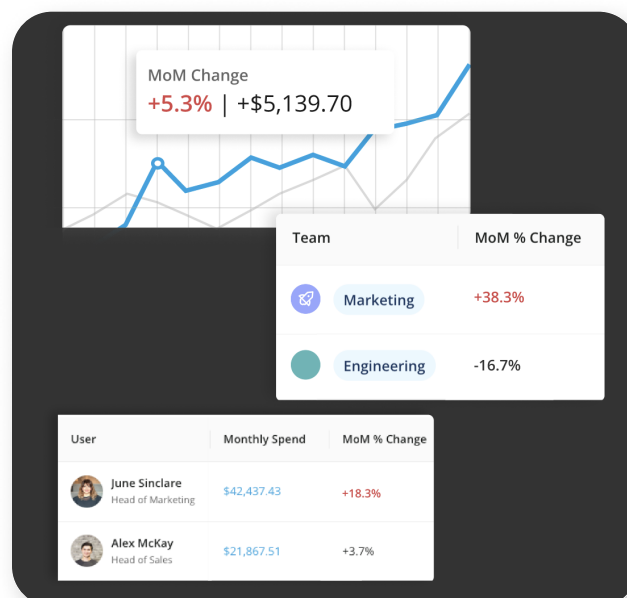 MoM Change
+5.3% | +$5,139.70
Team MoM % Change
Marketing +38.3%
Engineering -16.7%
User Monthly Spend MoM % Change
June Sinclare
Head of Marketing
$42,437.43 +18.3%
Alex McKay
Head of Sales
$21,867.51 +3.7%